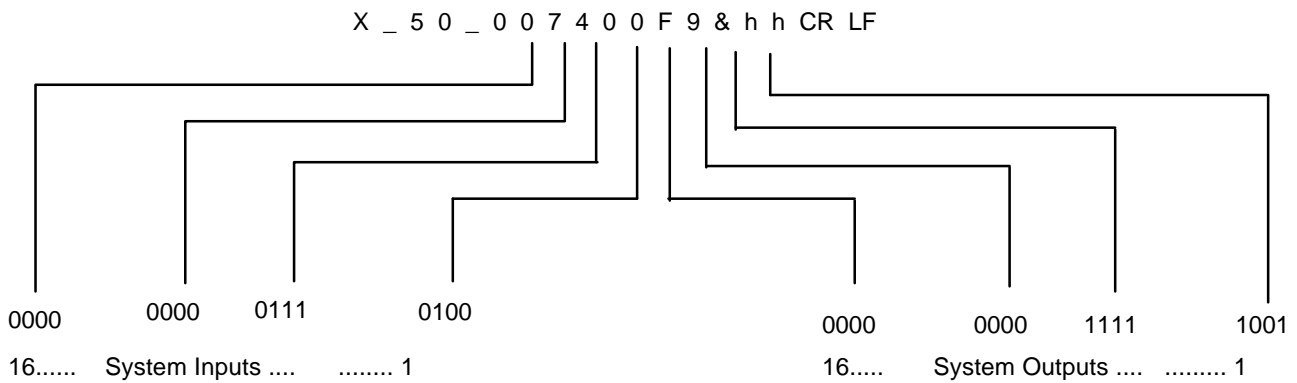 X _ 5 0 _ 0 0 7 4 0 0 F 9 & h h CR LF
0000 0000 0111 0100 0000 0000 1111 1001
16...... System Inputs .... ........ 1 16..... System Outputs .... ......... 1